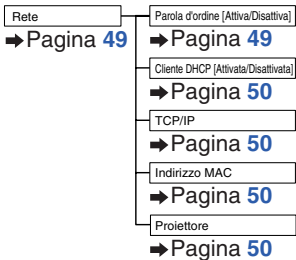 Rete
➡Pagina 49
Parola d'ordine [Attiva/Disattiva]
➡Pagina 49
Cliente DHCP [Attivata/Disattivata]
➡Pagina 50
TCP/IP
➡Pagina 50
Indirizzo MAC
➡Pagina 50
Proiettore
➡Pagina 50